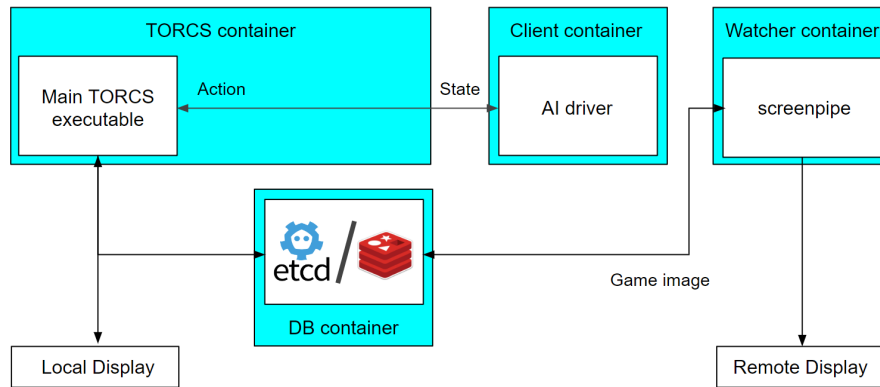 TORCS container
Client container
Watcher container
Main TORCS
executable
Action
State
AI driver
screenpipe
etcd
Game image
DB container
Local Display
Remote Display